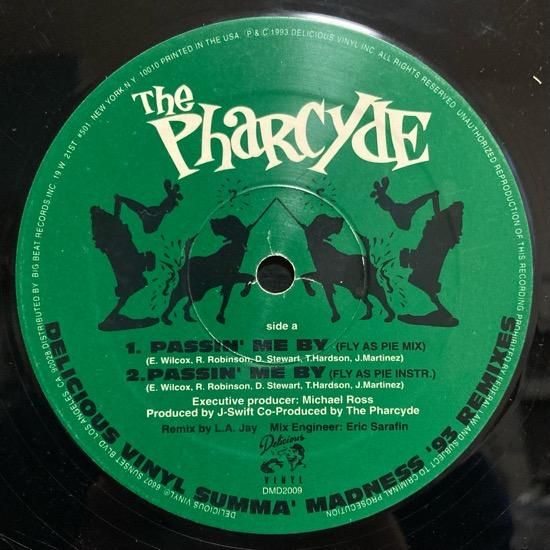 DISTRIBUTED BY BIG BEAT RECORDS INC. 19 W. 21ST #501 NEW YORK N.Y. 10010 PRINTED IN THE USA
P & C 1993 DELICIOUS VINYL INC. ALL RIGHTS RESERVED. UNAUTHORIZED REPRODUCTION OF THIS RECORDING PROHIBITED BY FEDERAL LAW AND SUBJECT TO CRIMINAL PROSECUTION
The
PharCydE
side a
1. PASSIN' ME BY (FLY AS PIE MIX)
(E. Wilcox, R. Robinson, D. Stewart, T.Hardson, J.Martinez)
2. PASSIN' ME BY (FLY AS PIE INSTR.)
(E. Wilcox, R. Robinson, D. Stewart, T.Hardson, J.Martinez)
Executive producer: Michael Ross
Produced by J-Swift Co-Produced by The Pharcyde
Remix by L.A. Jay Mix Engineer: Eric Sarafin
Delicious
VINYL
DMD2009
DELICIOUS VINYL SUMMA' MADNESS '93 REMIXES
DELICIOUS VINYL® 6607 SUNSET BLVD. LOS ANGELES CA 90028